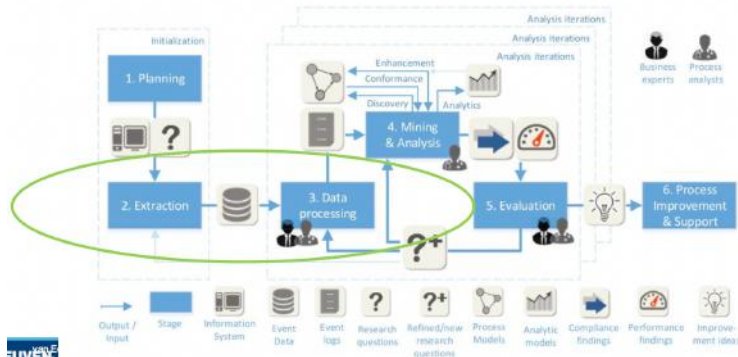 Analysis iterations
Analysis iterations
Analysis iterations
Initialization
1. Planning
?
2. Extraction
3. Data
processing
Enhancement
Conformance
Discovery
Analytics
4. Mining
& Analysis
5. Evaluation
?+
6. Process
Improvement
& Support
Business
experts
Process
analysts
Output /
Input
Stage
Information
System
Event
Data
Event
logs
?
Research
questions
?+
Refined/new
research
questions
Process
Models
Analytic
models
Compliance
findings
Performance
findings
Improve-
ment ideas